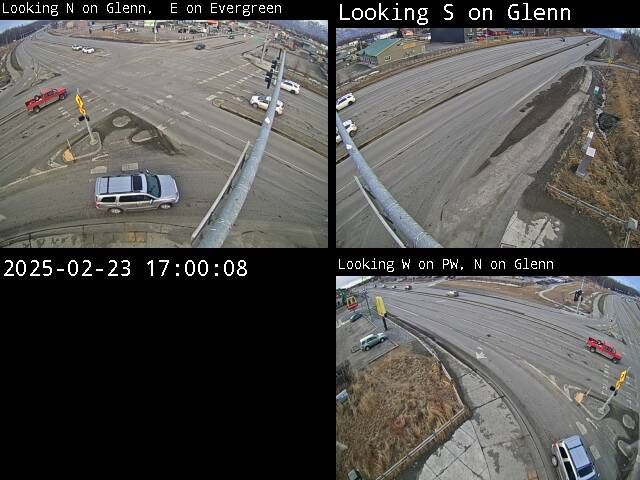 Looking N on Glenn,  E on Evergreen
Looking S on Glenn
2025-02-23 17:00:08
Looking W on PW, N on Glenn